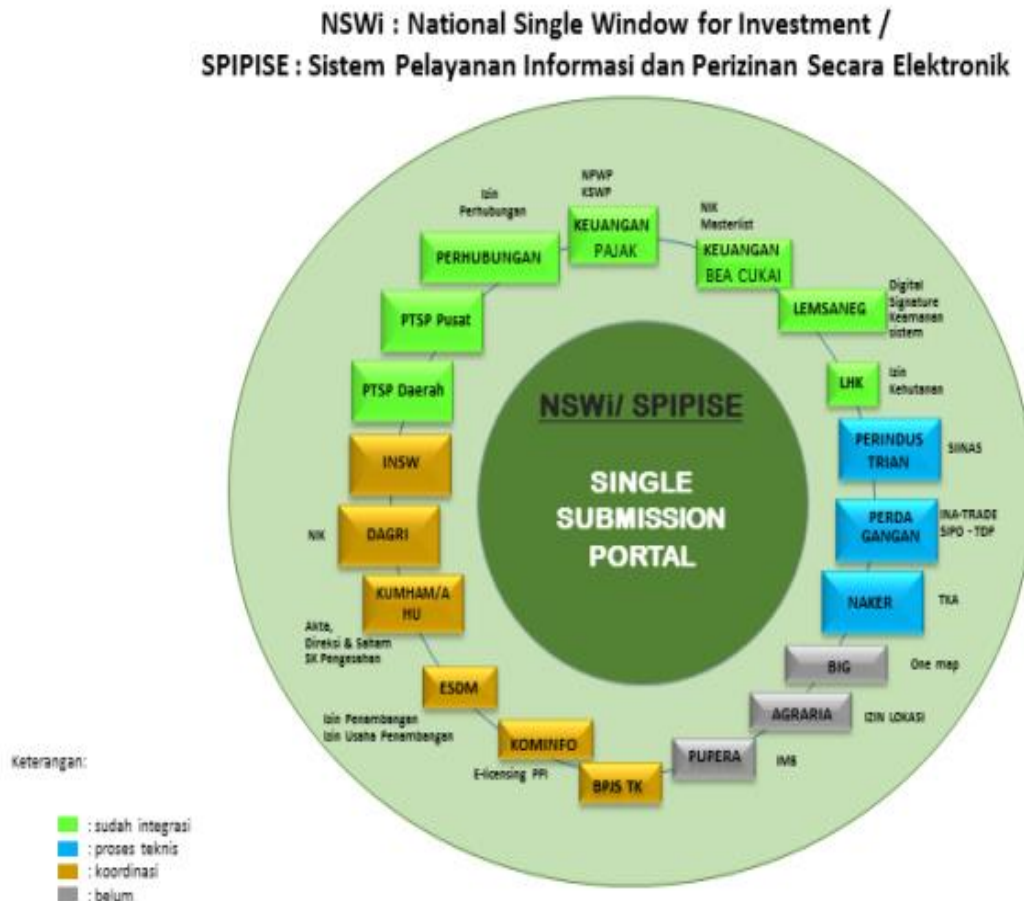 NSWi : National Single Window for Investment /
SPIPISE : Sistem Pelayanan Informasi dan Perizinan Secara Elektronik
NPWP
KSWP
Izin
Perhubungan
KEUANGAN
PAJAK
NIK
Masterlist
PERHUBUNGAN
KEUANGAN
BEA CUKAI
Digital
Signature
Keamanan
sistem
PTSP Pusat
LEMSANEG
PTSP Daerah
LHK
Izin
Kehutanan
NSWi/ SPIPISE
SINGLE
SUBMISSION
PORTAL
INSW
PERINDUS
TRIAN
SIINAS
NIK
DAGRI
PERDA
GANGAN
INA-TRADE
SIPO - TDP
KUMHAM/A
HU
NAKER
TKA
Akta,
Direksi & Saham
SK Pengesahan
BIG
One map
ESDM
AGRARIA
IZIN LOKASI
Izin Penambangan
Izin Usaha Penambangan
KOMINFO
PUPERA
IMB
E-licensing PPI
BPJS TK
Keterangan:
: sudah integrasi
: proses teknis
: koordinasi
: belum